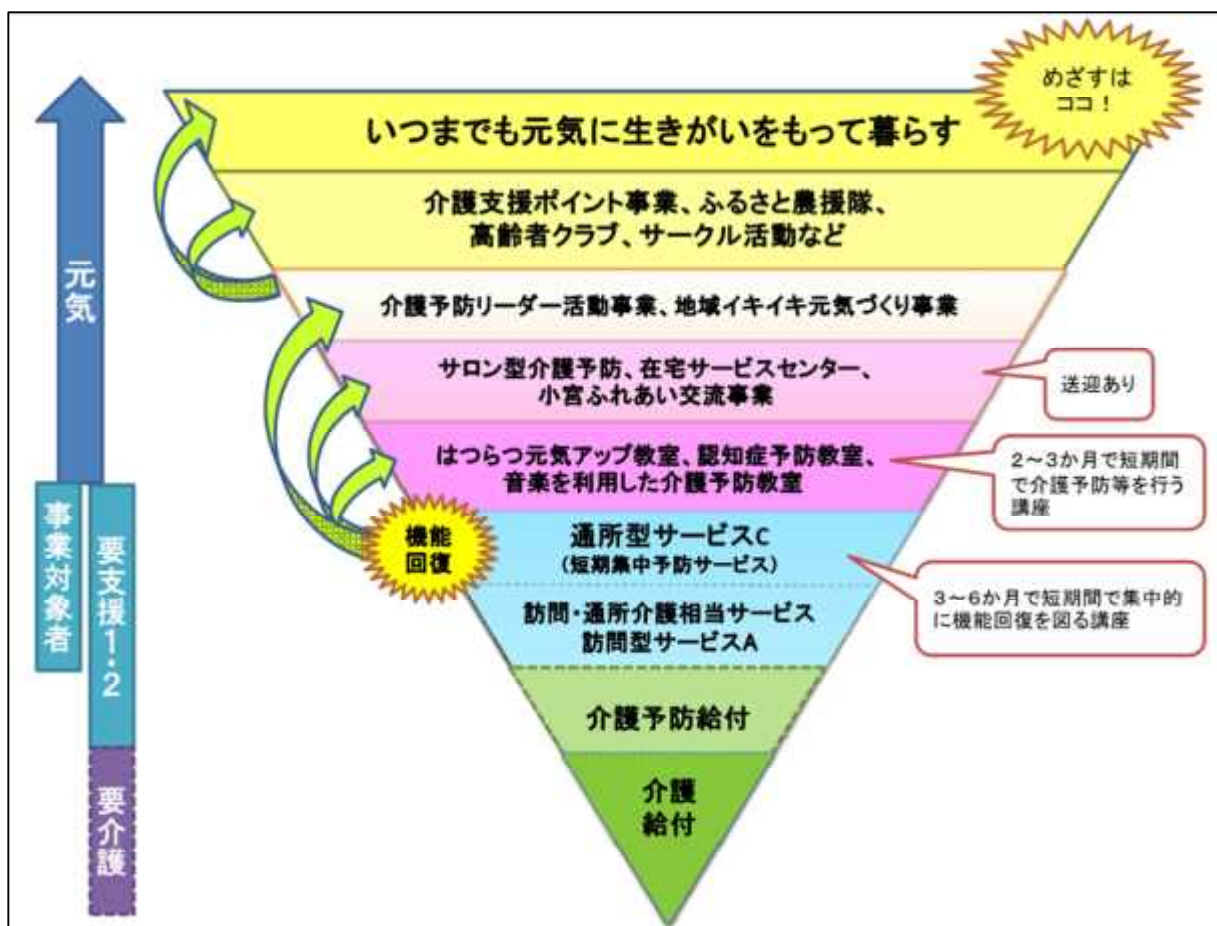 めざすは
ココ！
いつまでも元気に生きがいをもって暮らす
介護支援ポイント事業、ふるさと農援隊、
高齢者クラブ、サークル活動など
介護予防リーダー活動事業、地域イキイキ元気づくり事業
サロン型介護予防、在宅サービスセンター、
小宮ふれあい交流事業
送迎あり
はつらつ元気アップ教室、認知症予防教室、
音楽を利用した介護予防教室
2～3か月で短期間
で介護予防等を行う
講座
機能
回復
通所型サービスC
(短期集中予防サービス)
訪問・通所介護相当サービス
訪問型サービスA
3～6か月で短期間で集中的
に機能回復を図る講座
介護予防給付
介護
給付
元気
事業対象者
要支援1・2
要介護